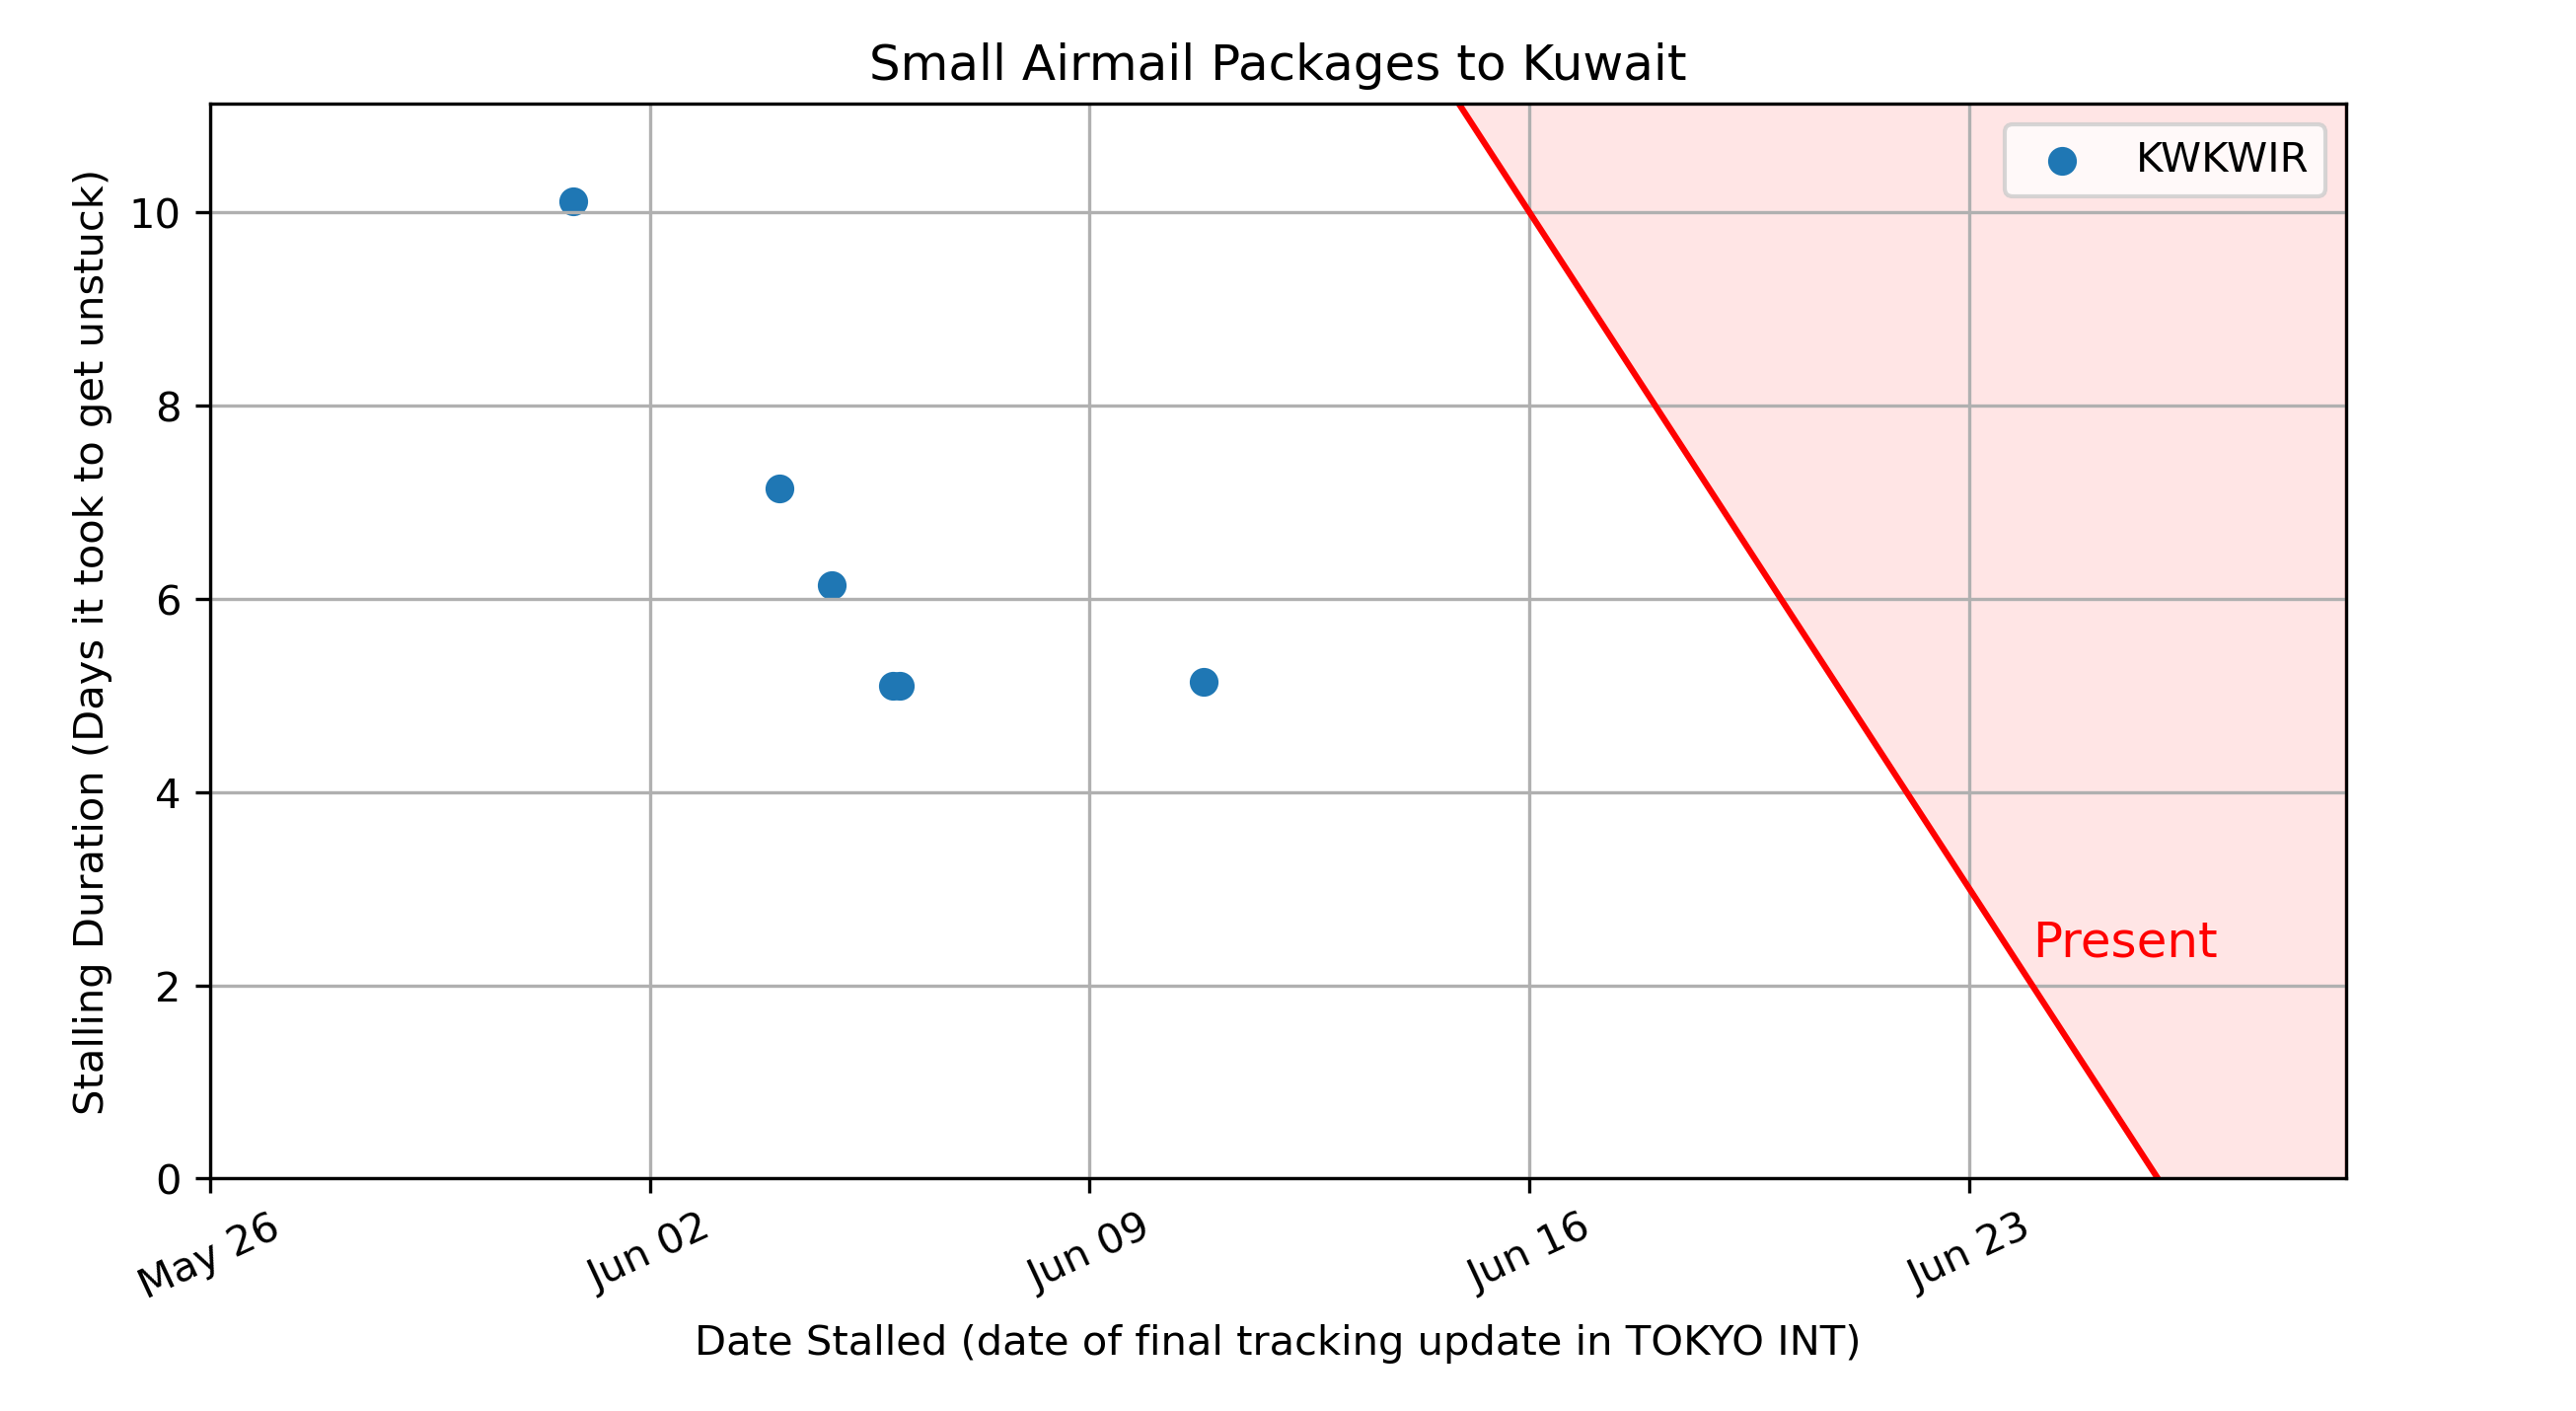 Small Airmail Packages to Kuwait
KWKWIR
Stalling Duration (Days it took to get unstuck)
10
8
6
4
2
0
Present
May 26
Jun 02
Jun 09
Jun 16
Jun 23
Date Stalled (date of final tracking update in TOKYO INT)